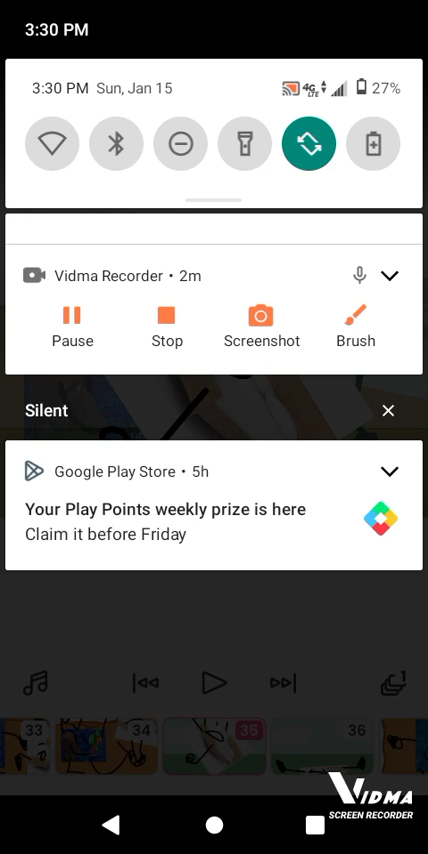 3:30 PM
3:30 PM Sun, Jan 15
4G LTE 27%
Vidma Recorder • 2m
Pause Stop Screenshot Brush
Silent
Google Play Store • 5h
Your Play Points weekly prize is here
Claim it before Friday
1
33 34 35 36
VIDMA
SCREEN RECORDER